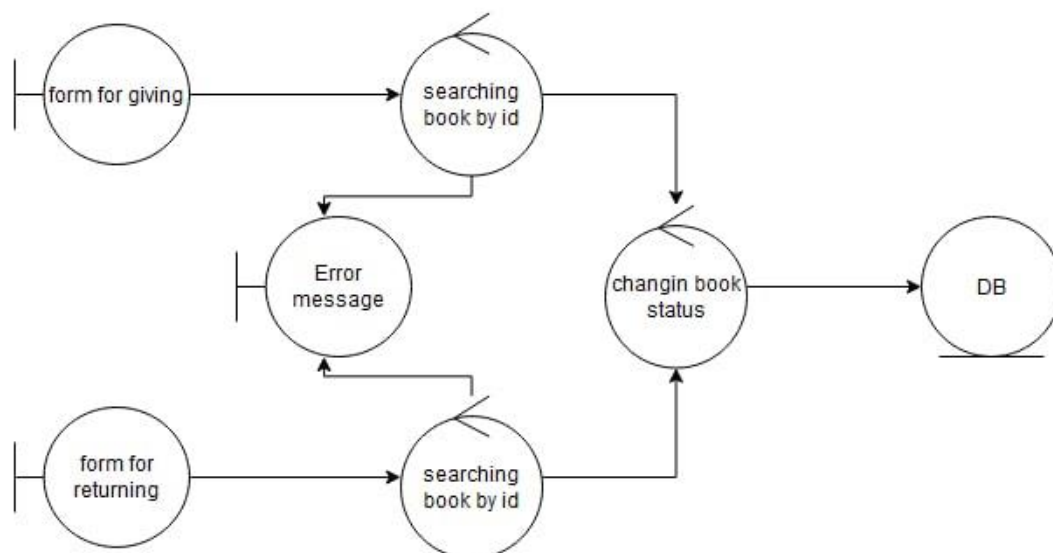 form for giving
searching
book by id
Error
message
changin book
status
DB
form for
returning
searching
book by id